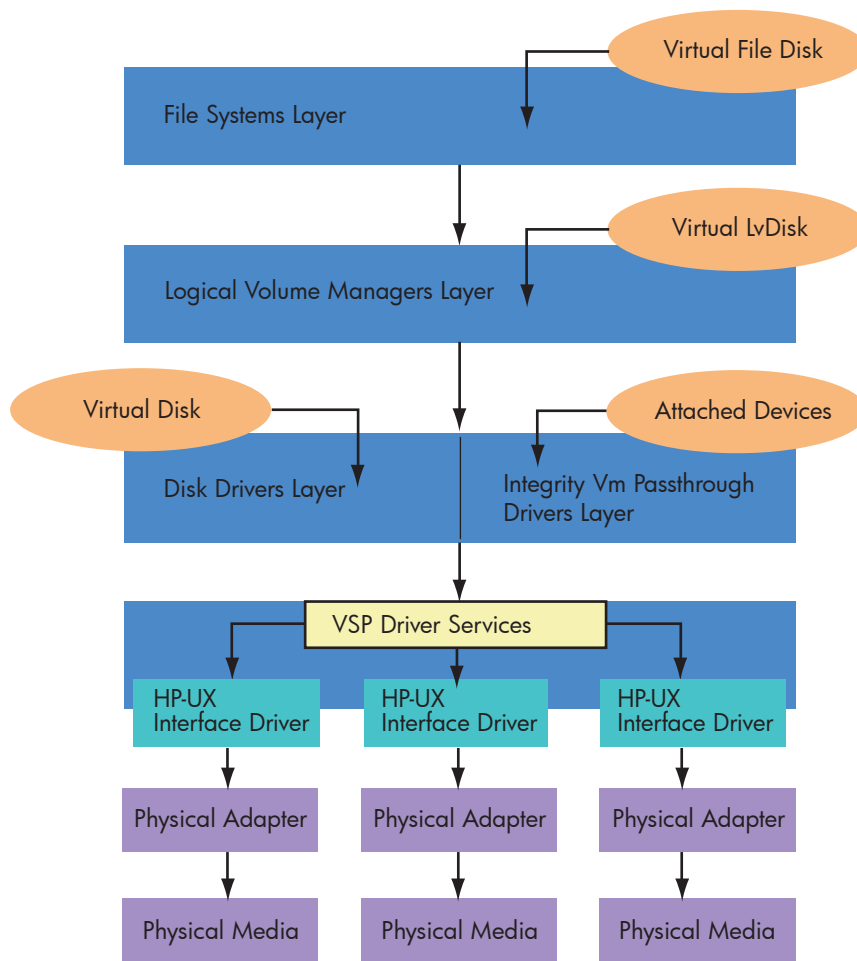 Virtual File Disk
File Systems Layer
Virtual LvDisk
Logical Volume Managers Layer
Virtual Disk
Attached Devices
Disk Drivers Layer
Integrity Vm Passthrough
Drivers Layer
VSP Driver Services
HP-UX
Interface Driver
HP-UX
Interface Driver
HP-UX
Interface Driver
Physical Adapter
Physical Adapter
Physical Adapter
Physical Media
Physical Media
Physical Media